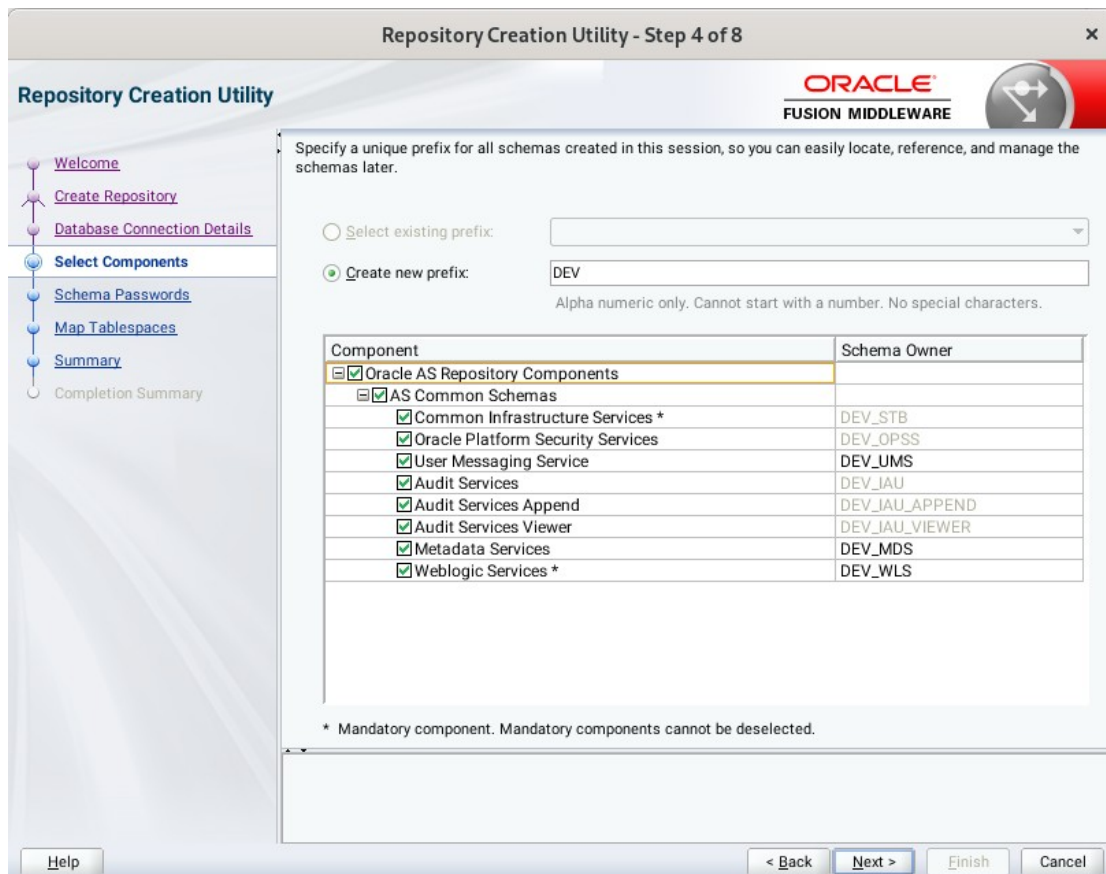 Repository Creation Utility - Step 4 of 8
Repository Creation Utility
ORACLE
FUSION MIDDLEWARE
Welcome
Create Repository
Database Connection Details
Select Components
Schema Passwords
Map Tablespaces
Summary
Completion Summary
Specify a unique prefix for all schemas created in this session, so you can easily locate, reference, and manage the
schemas later.
Select existing prefix:
Create new prefix: DEV
Alpha numeric only. Cannot start with a number. No special characters.
Component Schema Owner
Oracle AS Repository Components
AS Common Schemas
Common Infrastructure Services * DEV_STB
Oracle Platform Security Services DEV_OPSS
User Messaging Service DEV_UMS
Audit Services DEV_IAU
Audit Services Append DEV_IAU_APPEND
Audit Services Viewer DEV_IAU_VIEWER
Metadata Services DEV_MDS
Weblogic Services * DEV_WLS
* Mandatory component. Mandatory components cannot be deselected.
Help < Back Next > Finish Cancel